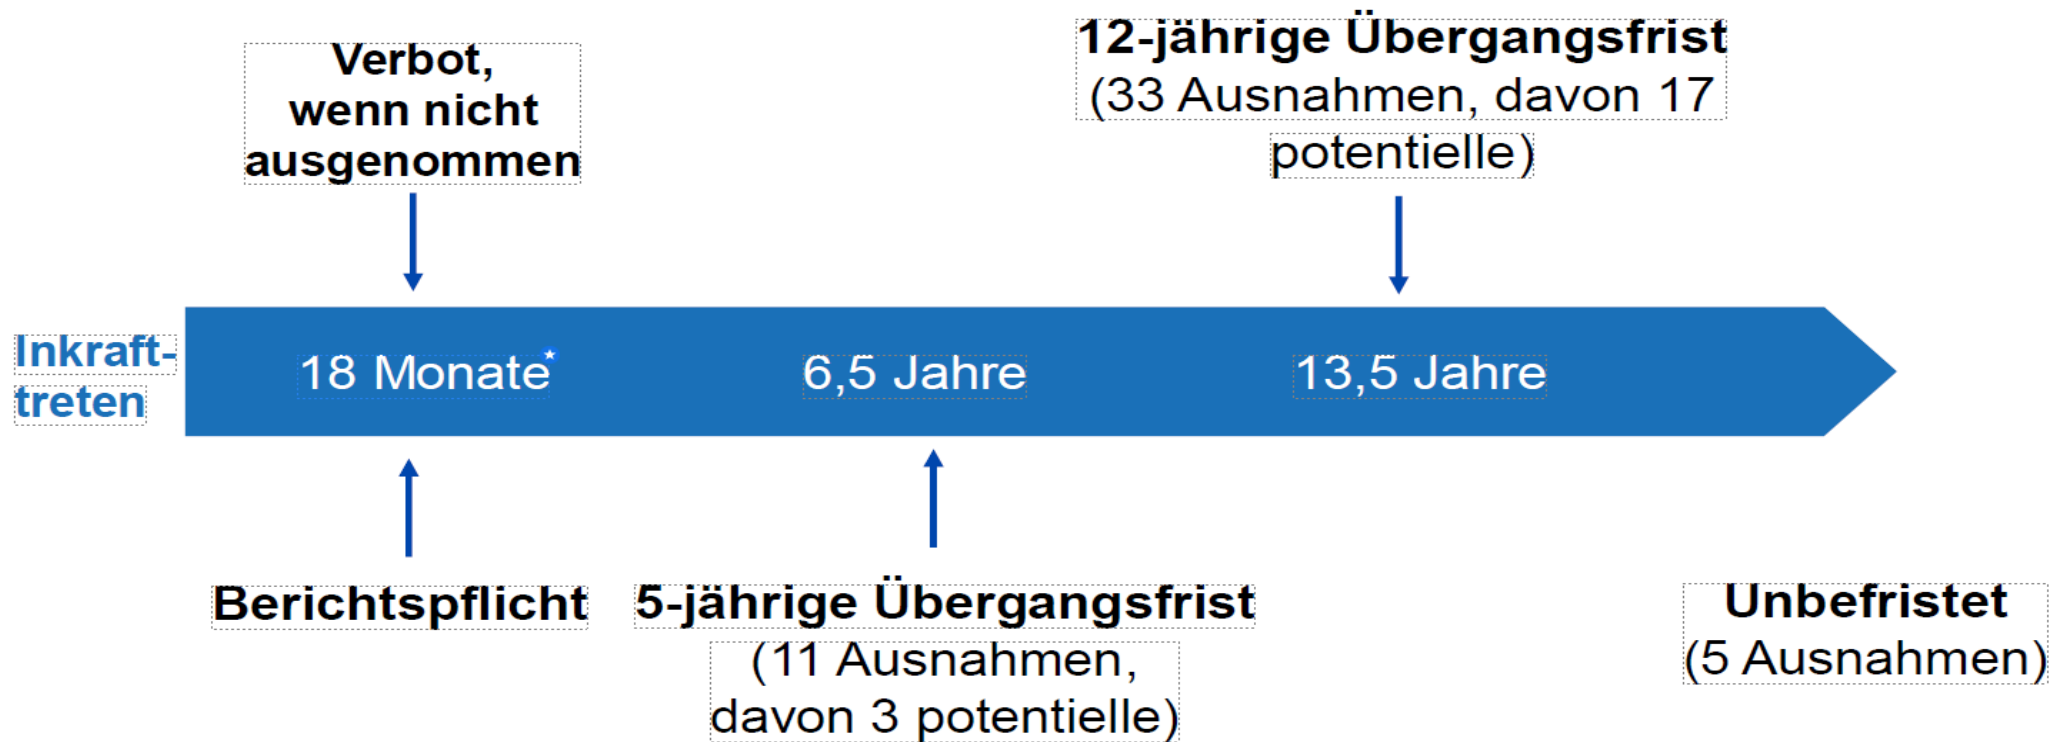 Verbot,
wenn nicht
ausgenommen
12-jährige Übergangsfrist
(33 Ausnahmen, davon 17
potentielle)
Inkraft-
treten
18 Monate
6,5 Jahre
13,5 Jahre
Berichtspflicht
5-jährige Übergangsfrist
(11 Ausnahmen,
davon 3 potentielle)
Unbefristet
(5 Ausnahmen)